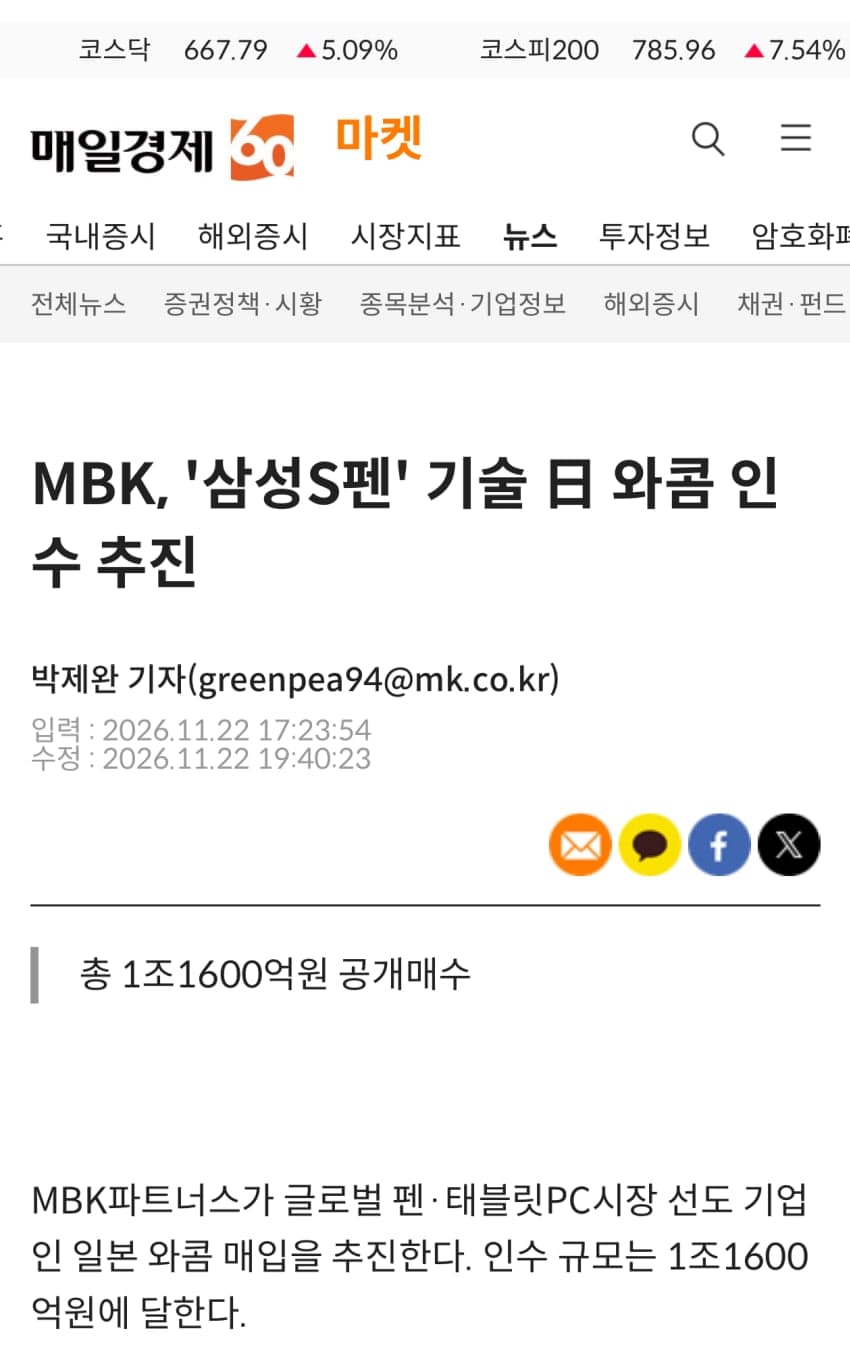 코스닥 667.79 ▲5.09% 코스피200 785.96 ▲7.54%
매일경제 60 마켓
국내증시 해외증시 시장지표 뉴스 투자정보
전체뉴스 증권정책·시황 종목분석·기업정보 해외증시 채권·펀드
MBK, '삼성S펜' 기술 日 와콤 인
수 추진
박제완 기자(greenpea94@mk.co.kr)
입력 : 2026.11.22 17:23:54
수정 : 2026.11.22 19:40:23
총 1조1600억원 공개매수
MBK파트너스가 글로벌 펜·태블릿PC시장 선도 기업
인 일본 와콤 매입을 추진한다. 인수 규모는 1조1600
억원에 달한다.